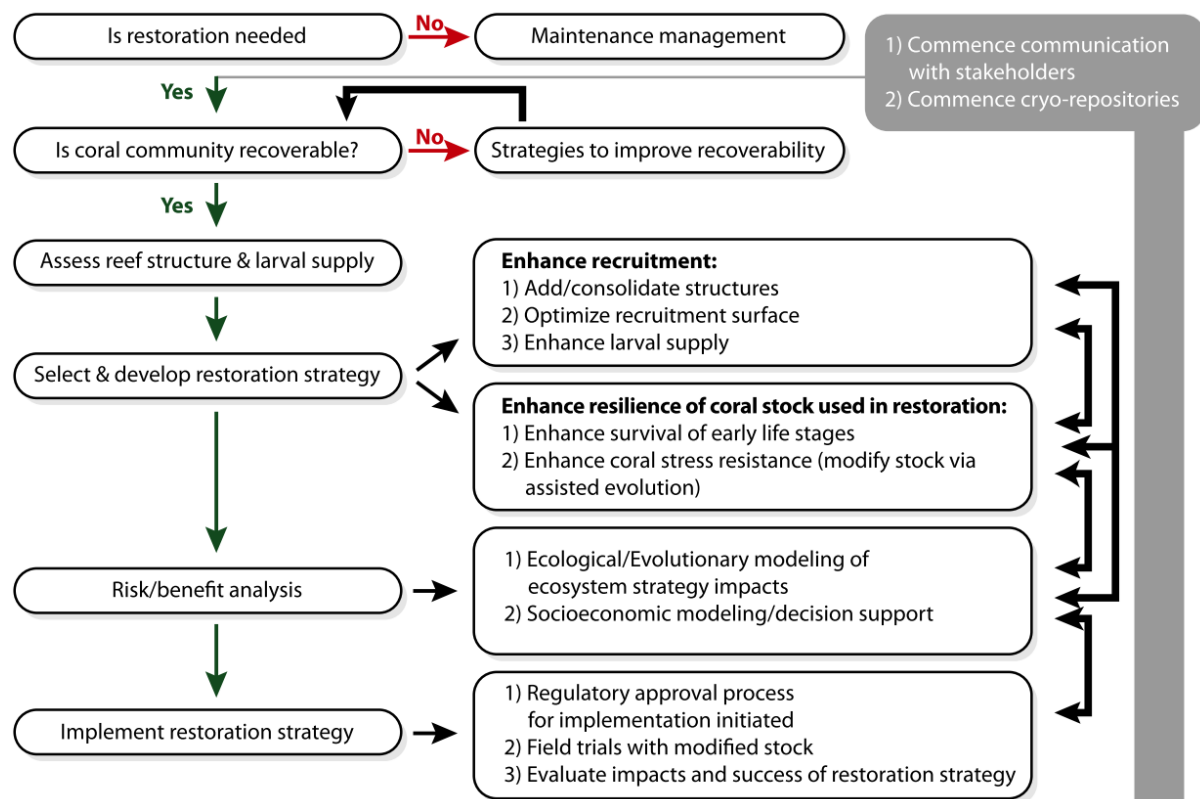 Is restoration needed
No
Maintenance management
1) Commence communication
with stakeholders
2) Commence cryo-repositories
Yes
Is coral community recoverable?
No
Strategies to improve recoverability
Yes
Assess reef structure & larval supply
Enhance recruitment:
1) Add/consolidate structures
2) Optimize recruitment surface
3) Enhance larval supply
Select & develop restoration strategy
Enhance resilience of coral stock used in restoration:
1) Enhance survival of early life stages
2) Enhance coral stress resistance (modify stock via
assisted evolution)
Risk/benefit analysis
1) Ecological/Evolutionary modeling of
ecosystem strategy impacts
2) Socioeconomic modeling/decision support
Implement restoration strategy
1) Regulatory approval process
for implementation initiated
2) Field trials with modified stock
3) Evaluate impacts and success of restoration strategy